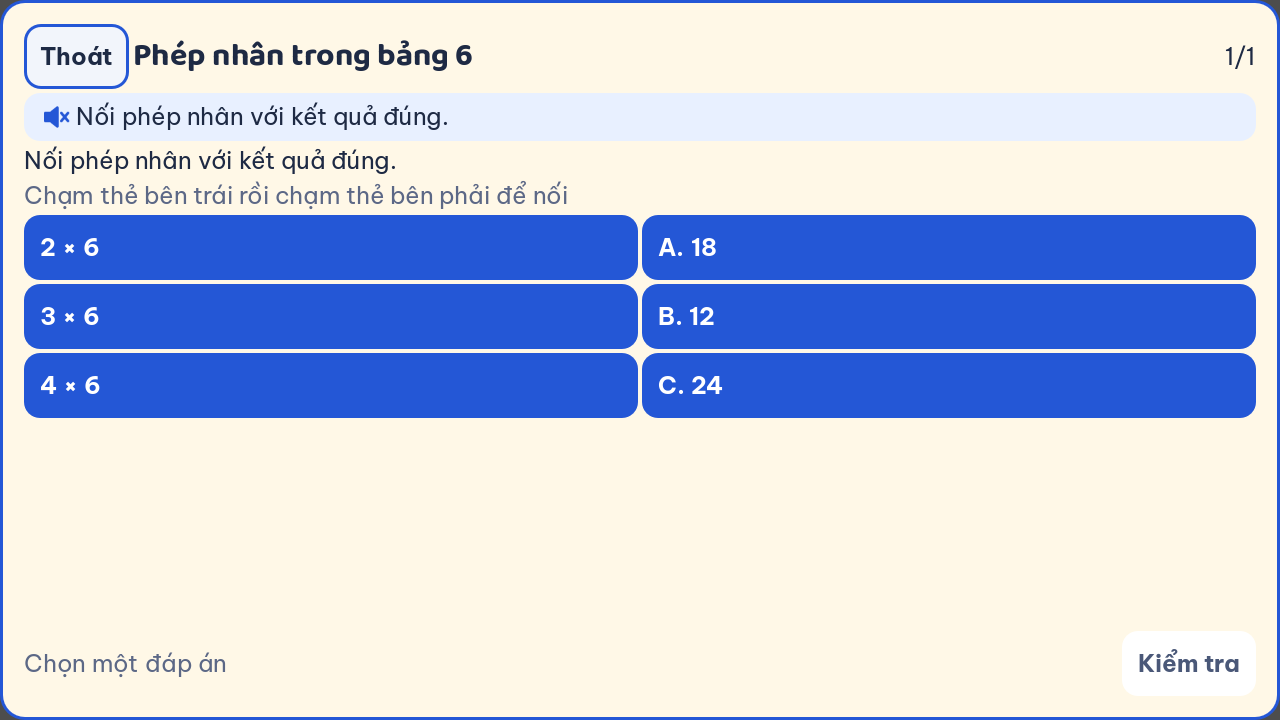 Thoát Phép nhân trong bảng 6 1/1
Nối phép nhân với kết quả đúng.
Nối phép nhân với kết quả đúng.
Chạm thẻ bên trái rồi chạm thẻ bên phải để nối
2 × 6 A. 18
3 × 6 B. 12
4 × 6 C. 24
Chọn một đáp án Kiểm tra